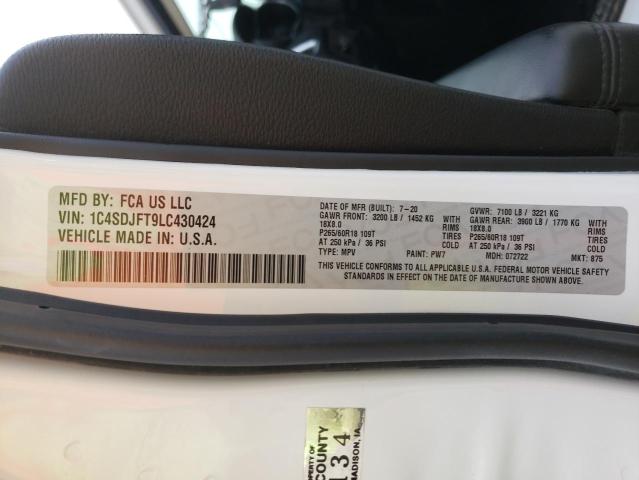 MFD BY: FCA US LLC
VIN: 1C4SDJFT9LC430424
VEHICLE MADE IN: U.S.A.
DATE OF MFR (BUILT): 7-20 GVWR: 7100 LB / 3221 KG
GAWR FRONT: 3200 LB / 1452 KG WITH GAWR REAR: 3900 LB / 1770 KG WITH
18X8.0 RIMS 18X8.0 RIMS
P265/60R18 109T TIRES P265/60R18 109T TIRES
AT 250 kPa / 36 PSI COLD AT 250 kPa / 36 PSI COLD
TYPE: MPV PAINT: PW7 MDH: 072722 MKT: 875
THIS VEHICLE CONFORMS TO ALL APPLICABLE U.S.A. FEDERAL MOTOR VEHICLE SAFETY
STANDARDS IN EFFECT ON THE DATE OF MANUFACTURE SHOWN ABOVE.
COUNTY
134
MADISON, IA